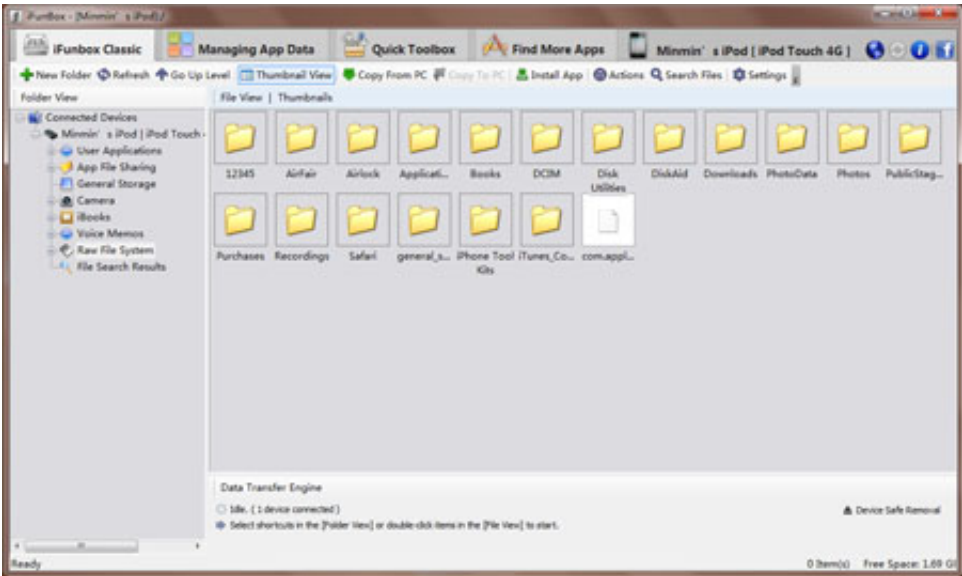 iFunBox - [Minmin' s iPod]/
iFunbox Classic
Managing App Data
Quick Toolbox
Find More Apps
Minmin' s iPod [ iPod Touch 4G ]
New Folder Refresh Go Up Level Thumbnail View Copy From PC Copy To PC Install App Actions Search Files Settings
Folder View
File View | Thumbnails
Connected Devices
Minmin' s iPod [ iPod Touch
User Applications
App File Sharing
General Storage
Camera
iBooks
Voice Memos
Raw File System
File Search Results
12345
AirFair
Airlock
Applicati...
Books
DCIM
Disk Utilities
DiskAid
Downloads
PhotoData
Photos
PublicStag...
Purchases
Recordings
Safari
general_s...
iPhone Tool Kits
iTunes_Co...
com.appl...
Data Transfer Engine
Idle. ( 1 device connected )
Select shortcuts in the [Folder View] or double-click items in the [File View] to start.
Device Safe Removal
Ready
0 Item(s)
Free Space: 1.69 G